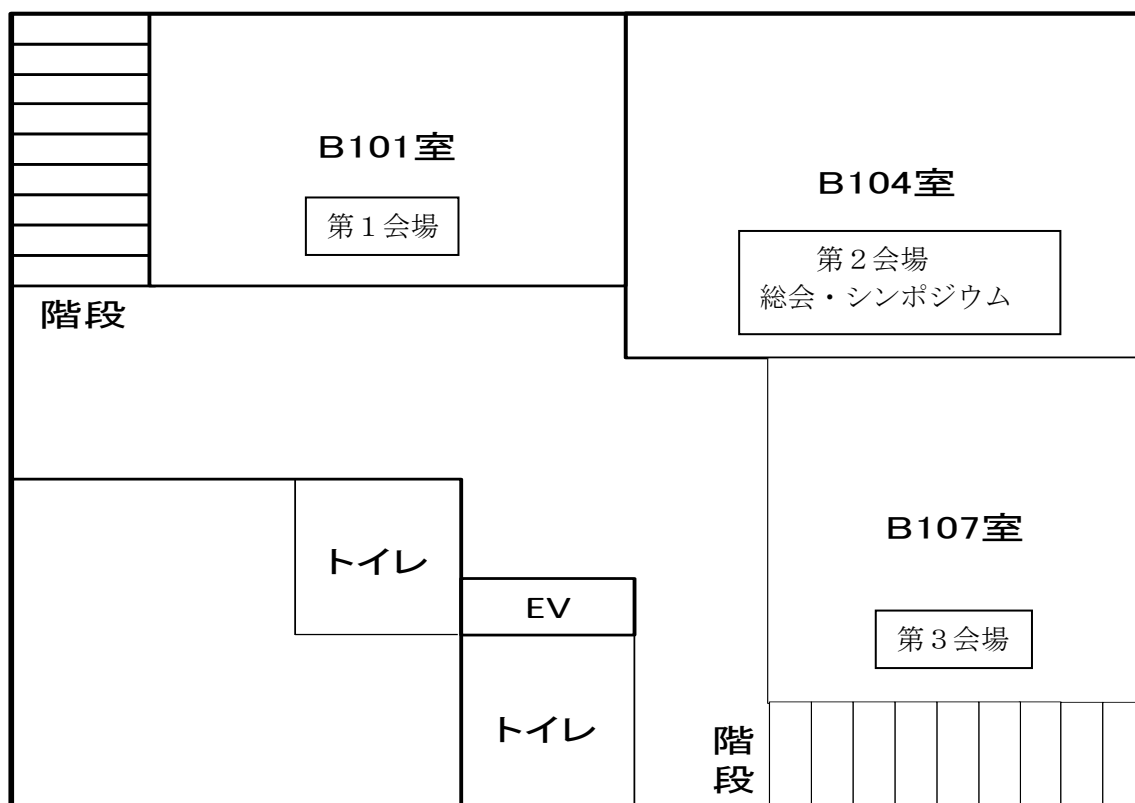 B101室
第１会場
B104室
第２会場
総会・シンポジウム
階段
B107室
第３会場
トイレ
EV
トイレ
階段